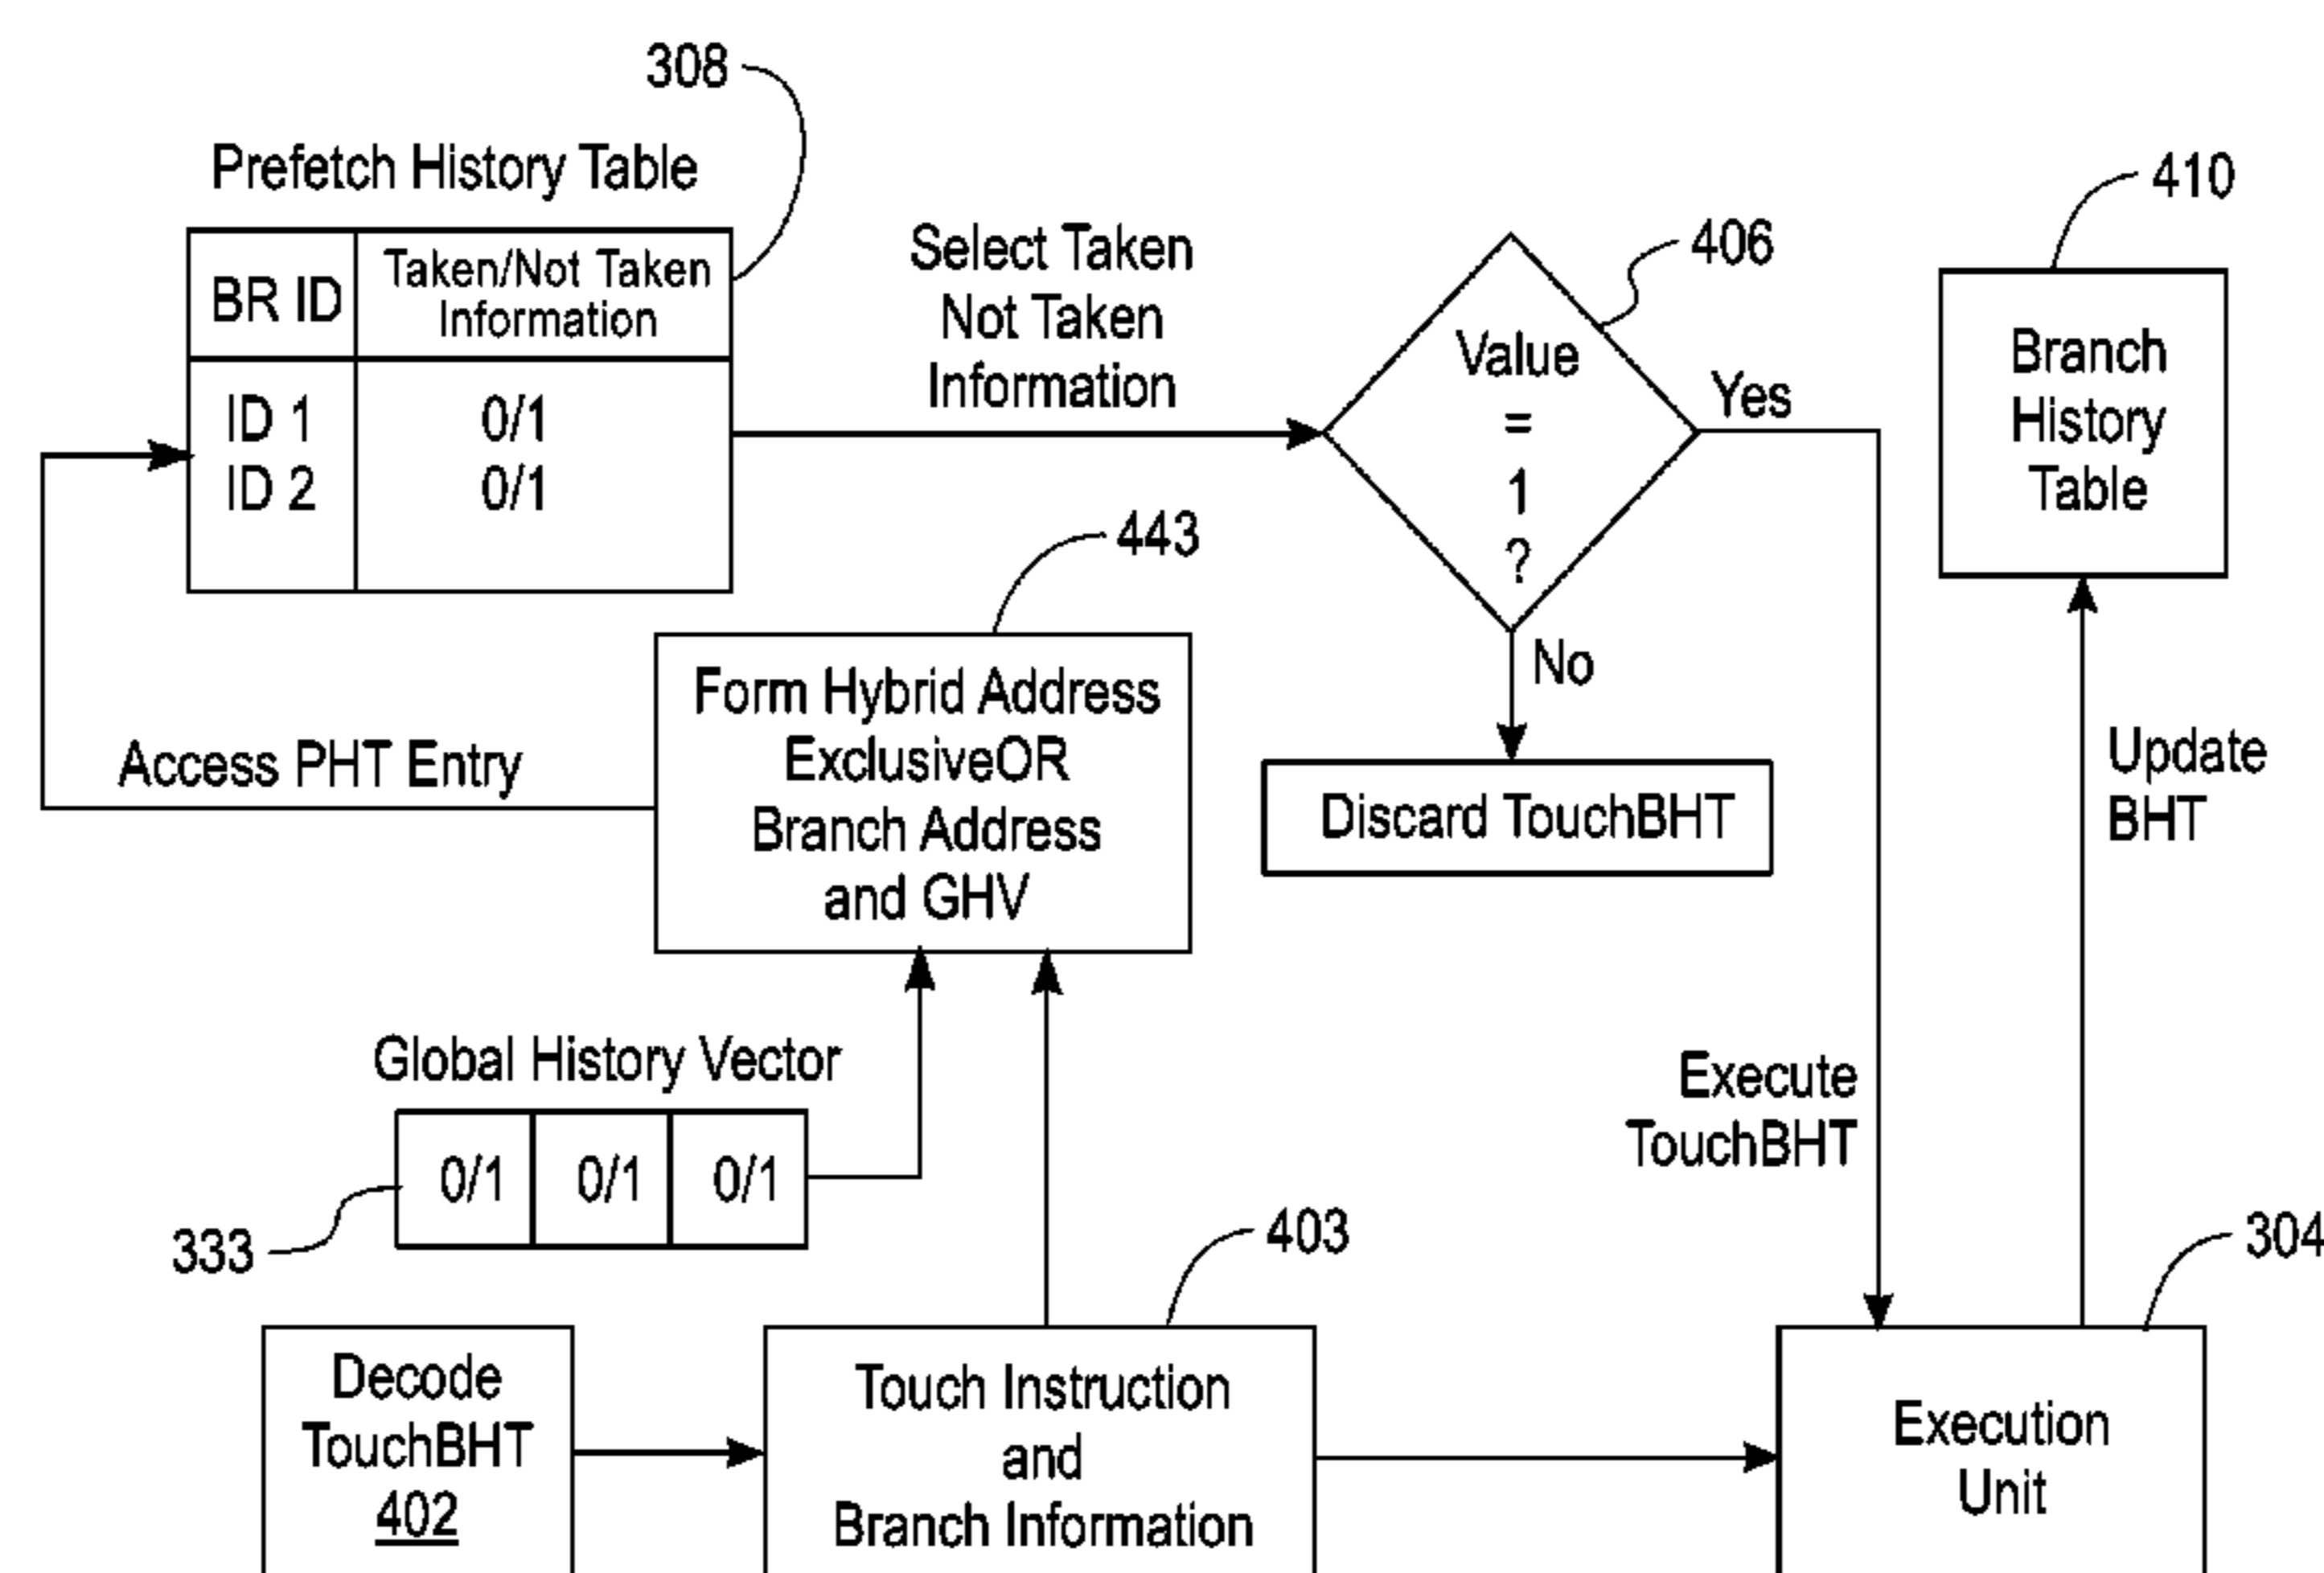 308
Prefetch History Table
410
BR ID
Taken/Not Taken
Information
ID 1
0/1
ID 2
0/1
Select Taken
Not Taken
Information
406
Value
=
1
?
Yes
No
Branch
History
Table
443
Form Hybrid Address
ExclusiveOR
Branch Address
and GHV
Access PHT Entry
Discard TouchBHT
Update
BHT
Global History Vector
0/1
0/1
0/1
333
Execute
TouchBHT
403
304
Decode
TouchBHT
402
Touch Instruction
and
Branch Information
Execution
Unit